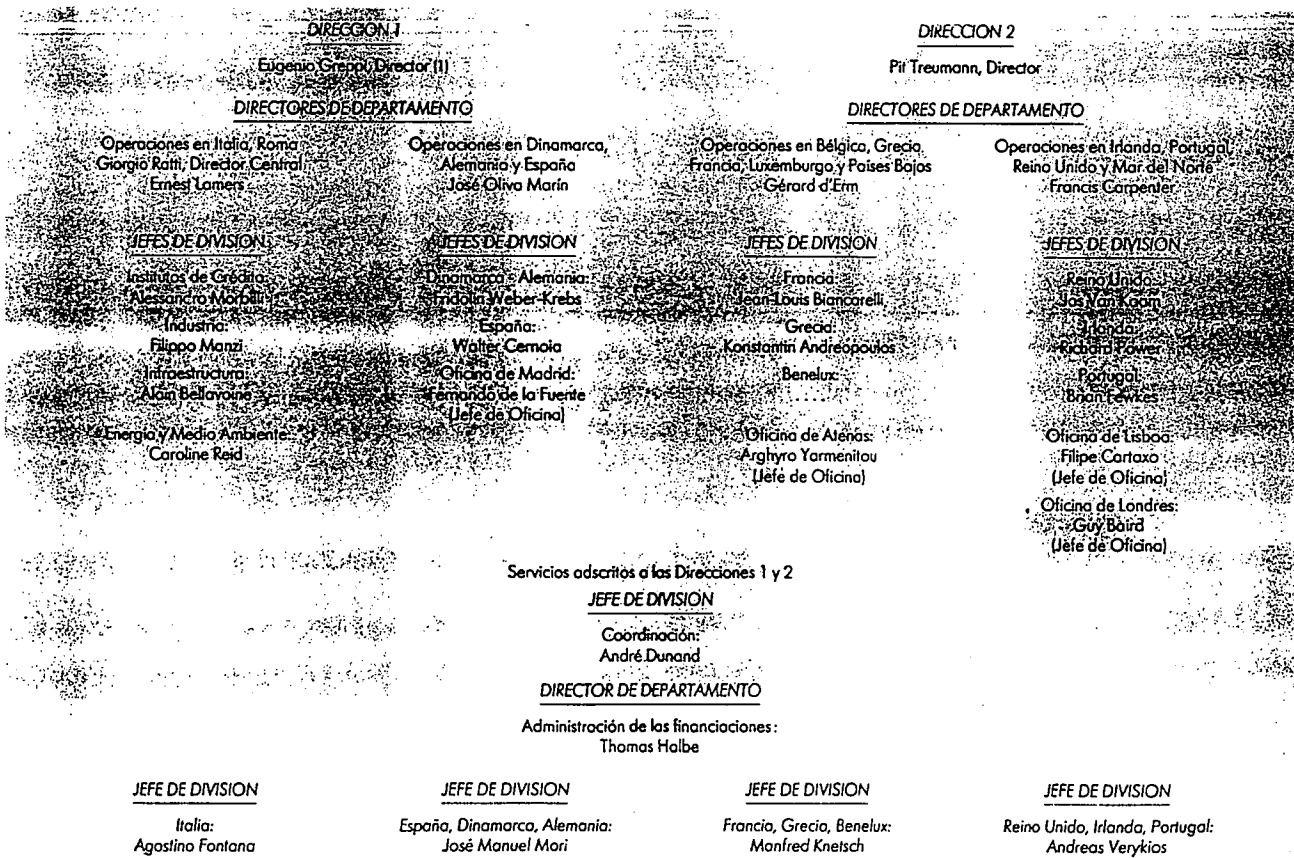 DIRECCION 1
Eugenio Greppi, Director (1)
DIRECTORES DE DEPARTAMENTO
Operaciones en Italia, Roma
Giorgio Ratti, Director Central
Ernest Lamers
Operaciones en Dinamarca,
Alemania y España
José Oliva Marín
JEFES DE DIVISION
Institutos de Crédito:
Alessandro Morbilli
Industria:
Filippo Manzi
Infraestructura:
Alain Bellavoine
Energía y Medio Ambiente:
Caroline Reid
JEFES DE DIVISION
Dinamarca - Alemania:
Fridolin Weber-Krebs
España:
Walter Cernoia
Oficina de Madrid:
Fernando de la Fuente
(Jefe de Oficina)
DIRECCION 2
Pit Treumann, Director
DIRECTORES DE DEPARTAMENTO
Operaciones en Bélgica, Grecia,
Francia, Luxemburgo y Países Bajos
Gérard d'Erm
Operaciones en Irlanda, Portugal,
Reino Unido y Mar del Norte
Francis Carpenter
JEFES DE DIVISION
Francia:
Jean-Louis Biancarelli
Grecia:
Konstantin Andreopoulos
Benelux:
. . . . .
Oficina de Atenas:
Arghyro Yarmenitou
(Jefe de Oficina)
JEFES DE DIVISION
Reino Unido:
Jos Van Kaam
Irlanda:
Richard Power
Portugal:
Brian Fewkes
Oficina de Lisboa:
Filipe Cartaxo
(Jefe de Oficina)
Oficina de Londres:
Guy Baird
(Jefe de Oficina)
Servicios adscritos a las Direcciones 1 y 2
JEFE DE DIVISION
Coordinación:
André Dunand
DIRECTOR DE DEPARTAMENTO
Administración de las financiaciones:
Thomas Halbe
JEFE DE DIVISION
Italia:
Agostino Fontana
JEFE DE DIVISION
España, Dinamarca, Alemania:
José Manuel Mori
JEFE DE DIVISION
Francia, Grecia, Benelux:
Manfred Knetsch
JEFE DE DIVISION
Reino Unido, Irlanda, Portugal:
Andreas Verykios